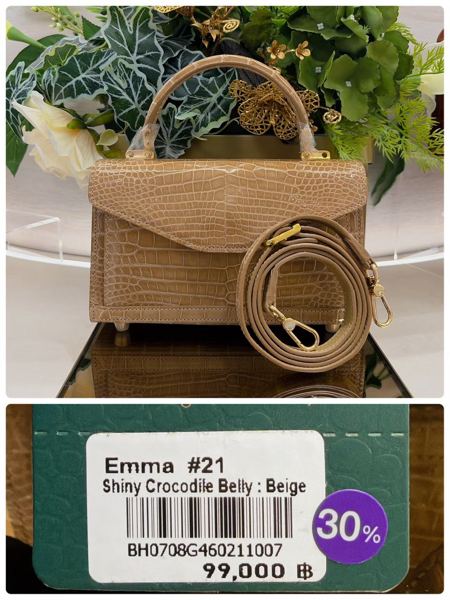 Emma #21
Shiny Crocodile Belly : Beige
BH0708G460211007
99,000 ฿
30%